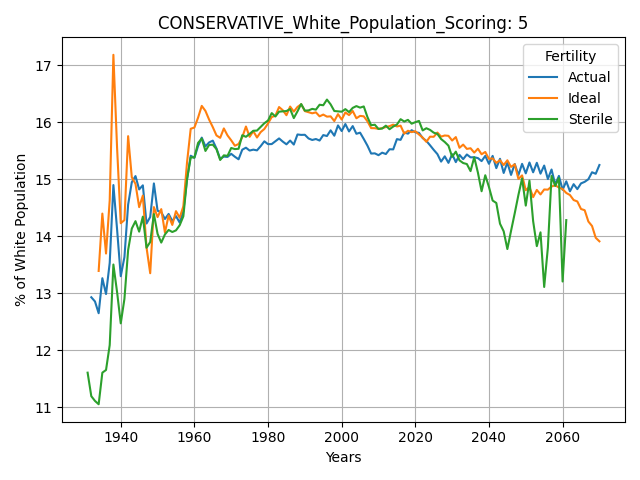 CONSERVATIVE_White_Population_Scoring: 5
Fertility
Actual
Ideal
Sterile
% of White Population
17
16
15
14
13
12
11
1940
1960
1980
2000
2020
2040
2060
Years